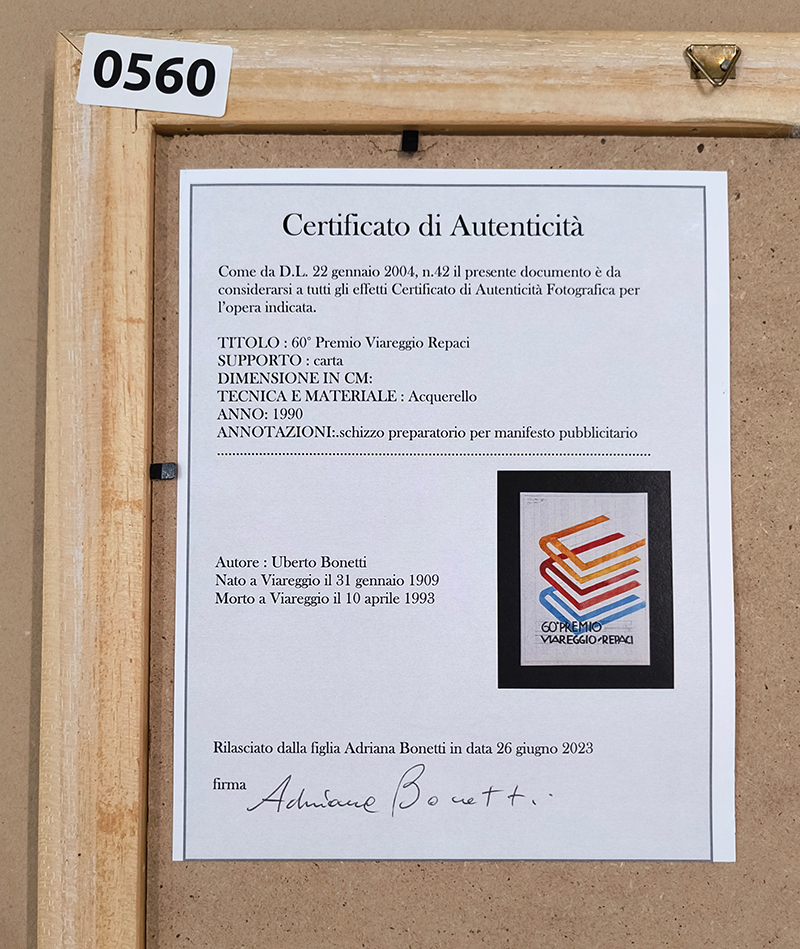 0560
Certificato di Autenticità
Come da D.L. 22 gennaio 2004, n.42 il presente documento è da
considerarsi a tutti gli effetti Certificato di Autenticità Fotografica per
l'opera indicata.
TITOLO : 60° Premio Viareggio Repaci
SUPPORTO : carta
DIMENSIONE IN CM:
TECNICA E MATERIALE : Acquerello
ANNO: 1990
ANNOTAZIONI:.schizzo preparatorio per manifesto pubblicitario
Autore : Uberto Bonetti
Nato a Viareggio il 31 gennaio 1909
Morto a Viareggio il 10 aprile 1993
60° PREMIO
VIAREGGIO-REPACI
Rilasciato dalla figlia Adriana Bonetti in data 26 giugno 2023
firma Adriana Bonetti